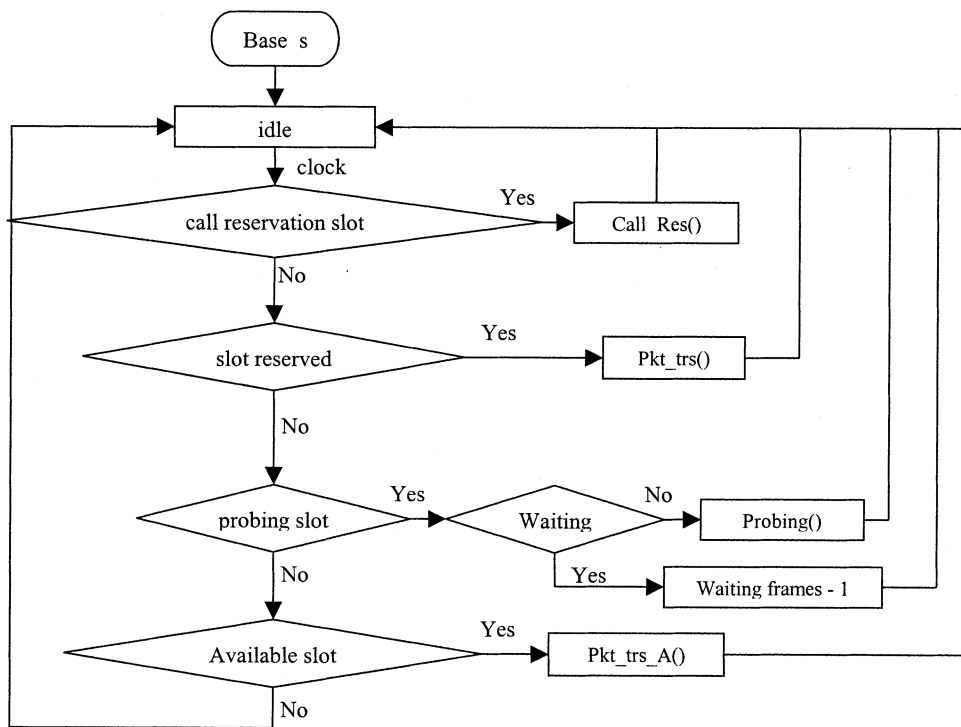 Base s
idle
clock
call reservation slot
Yes
Call Res()
No
slot reserved
Yes
Pkt_trs()
No
probing slot
Yes
Waiting
No
Probing()
Yes
Waiting frames - 1
No
Available slot
Yes
Pkt_trs_A()
No